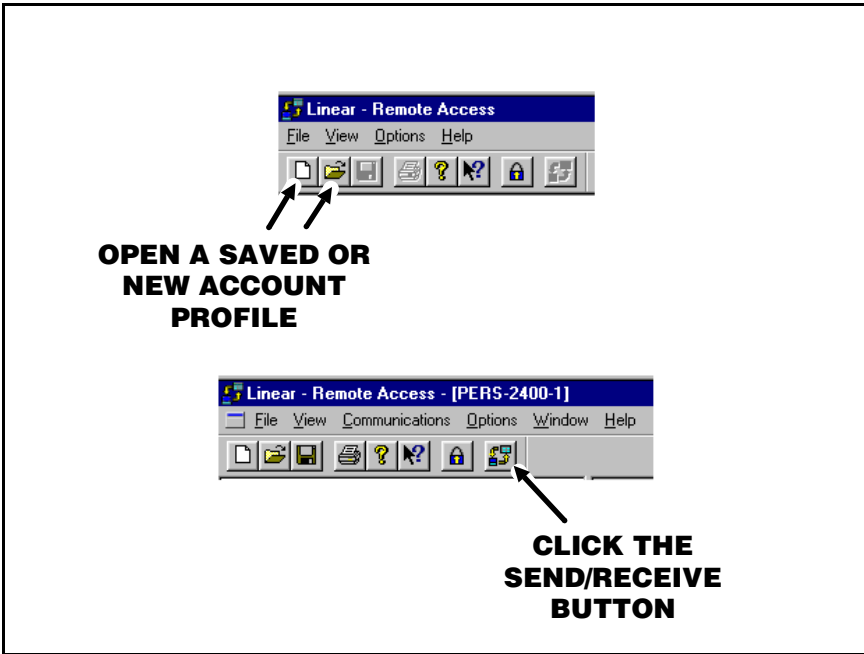 Linear - Remote Access
File View Options Help
OPEN A SAVED OR
NEW ACCOUNT
PROFILE
Linear - Remote Access - [PERS-2400-1]
File View Communications Options Window Help
CLICK THE
SEND/RECEIVE
BUTTON